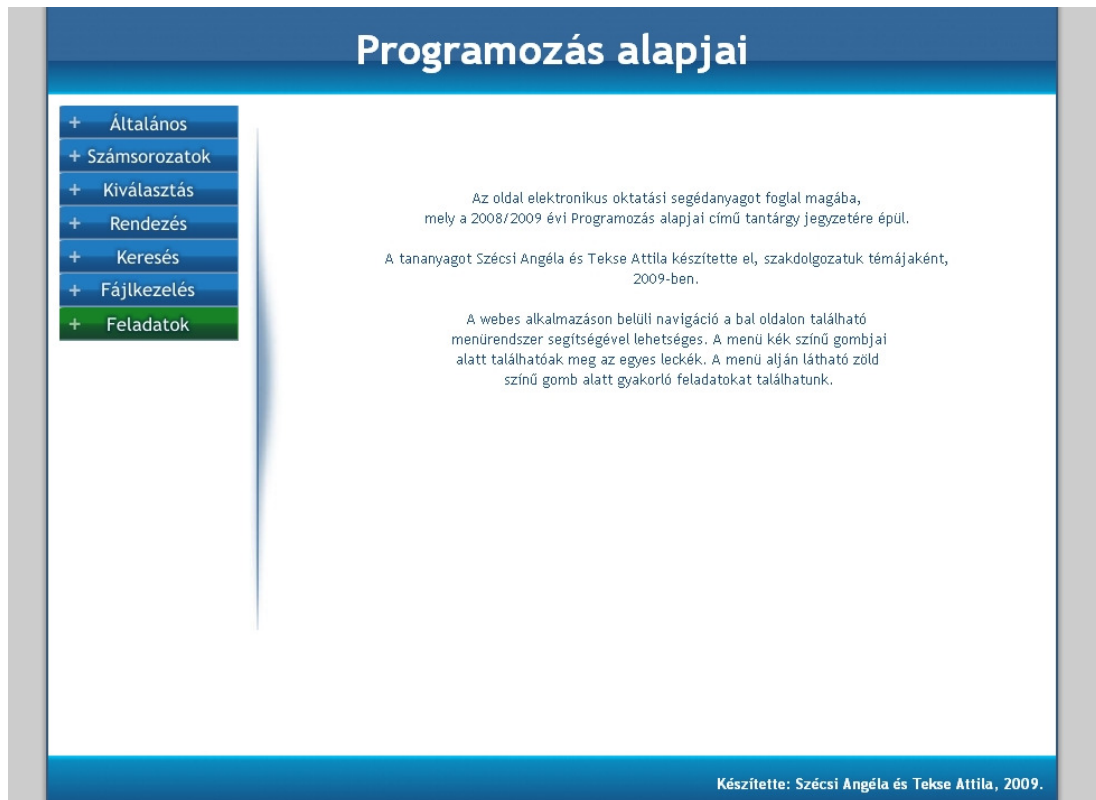 Programozás alapjai
+ Általános
+ Számsorozatok
+ Kiválasztás
+ Rendezés
+ Keresés
+ Fájlkezelés
+ Feladatok
Az oldal elektronikus oktatási segédanyagot foglal magába,
mely a 2008/2009 évi Programozás alapjai című tantárgy jegyzetére épül.
A tananyagot Szécsi Angéla és Tekse Attila készítette el, szakdolgozatuk témájaként,
2009-ben.
A webes alkalmazáson belüli navigáció a bal oldalon található
menürendszer segítségével lehetséges. A menü kék színű gombjai
alatt találhatóak meg az egyes leckék. A menü alján látható zöld
színű gomb alatt gyakorló feladatokat találhatunk.
Készítette: Szécsi Angéla és Tekse Attila, 2009.